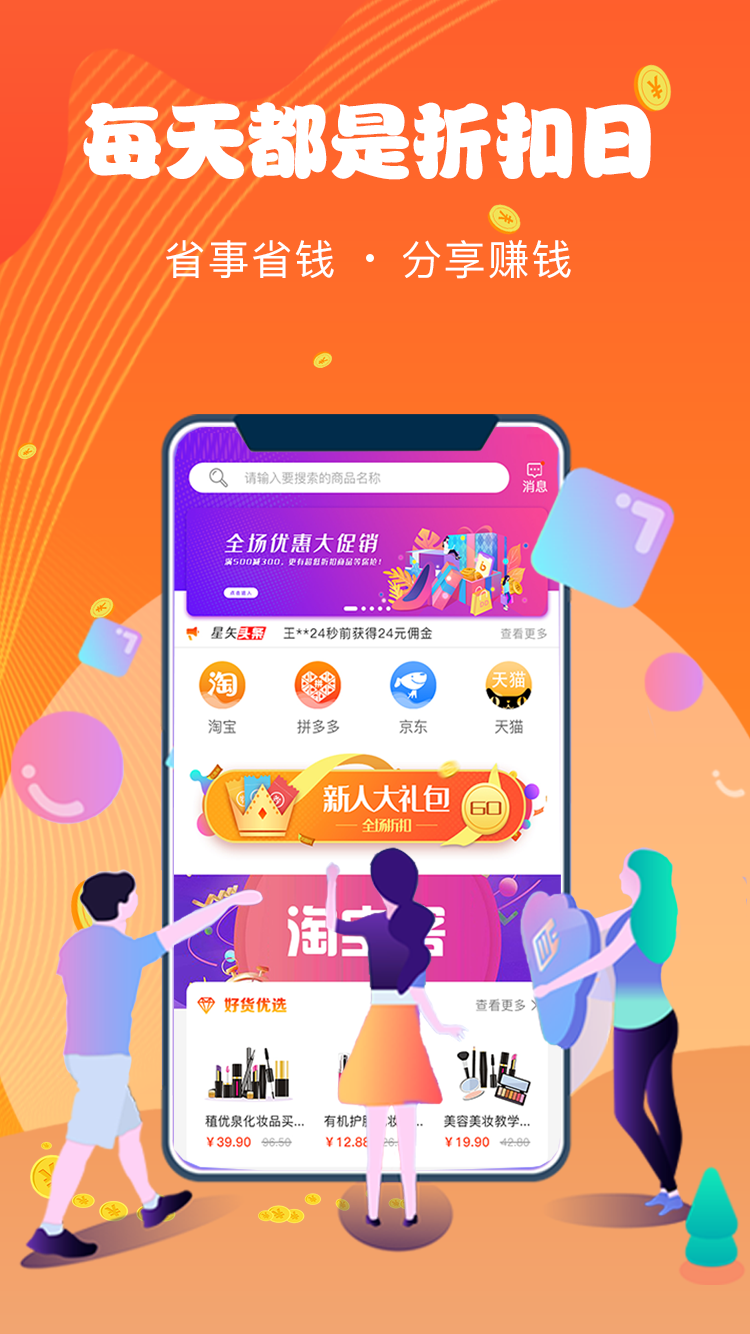 每天都是折扣日
省事省钱 · 分享赚钱
请输入要搜索的商品名称
消息
全场优惠大促销
满500减300，更有超低折扣商品等你抢！
点击进入
星矢头条 王**24秒前获得24元佣金 查看更多
淘 拼 天猫
淘宝 拼多多 京东 天猫
新人大礼包 60
全场折扣
淘宝客
好货优选 查看更多
植优泉化妆品买... 有机护肤 妆... 美容美妆教学...
¥39.90 96.50 ¥12.88 ¥19.90 42.80